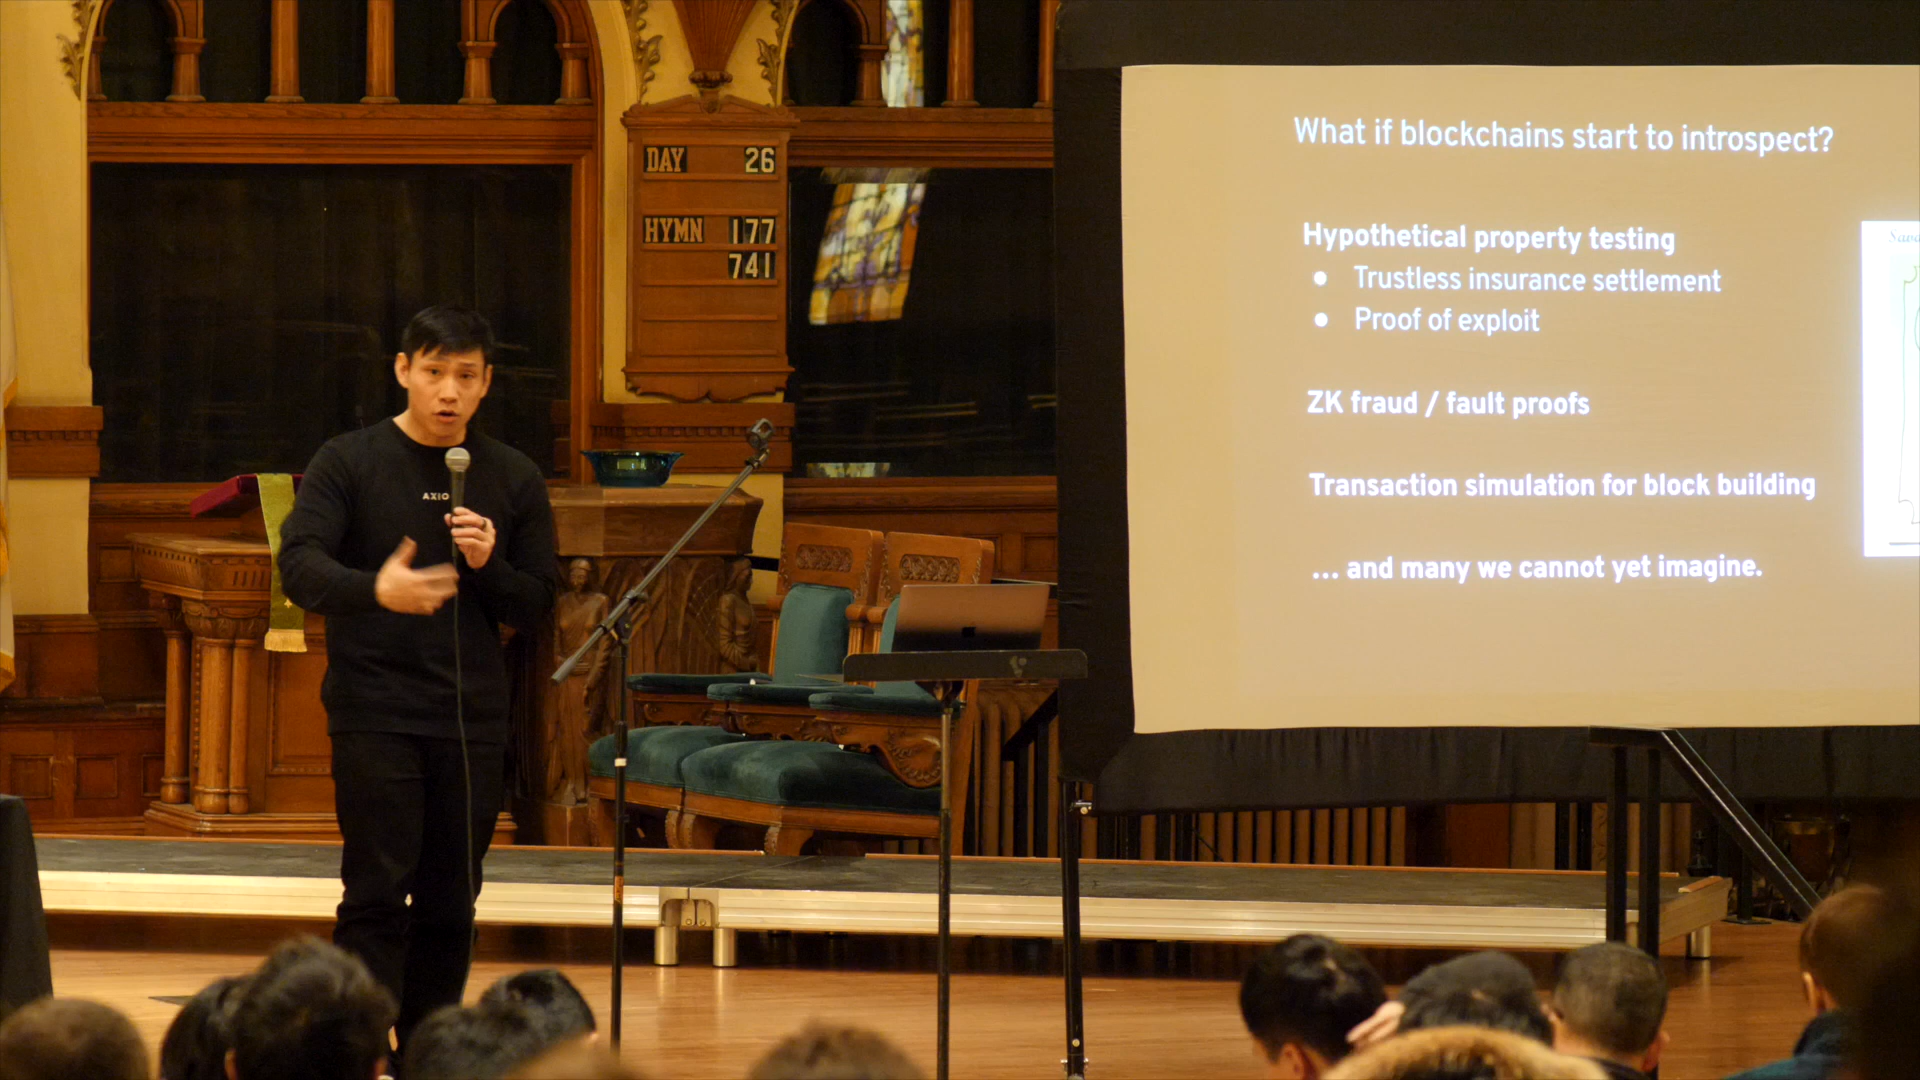 DAY 26
HYMN 177
741
AXIO
What if blockchains start to introspect?
Hypothetical property testing
● Trustless insurance settlement
● Proof of exploit
ZK fraud / fault proofs
Transaction simulation for block building
... and many we cannot yet imagine.